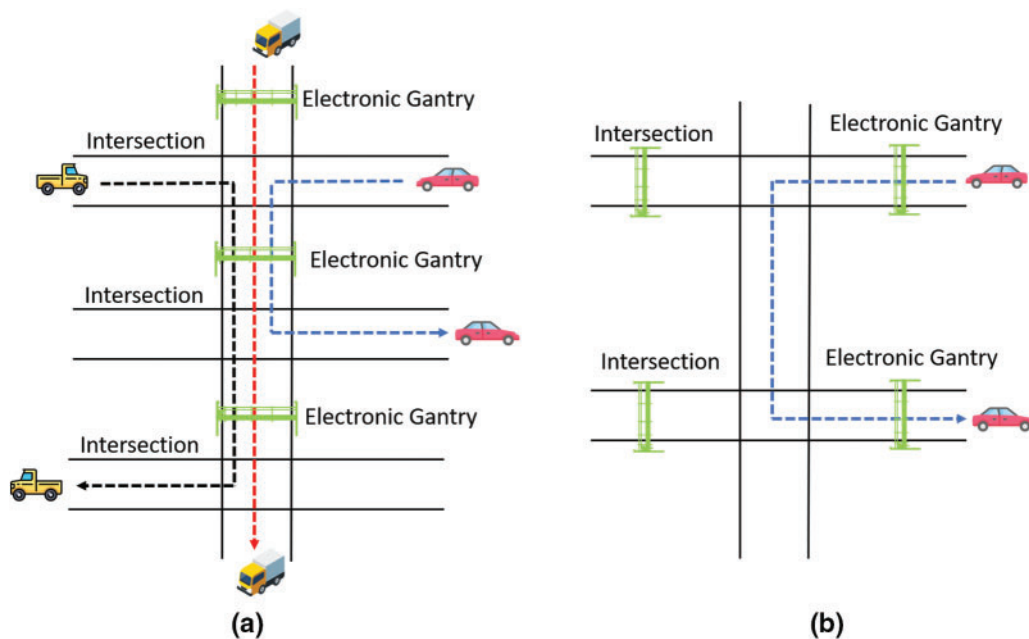 Electronic Gantry
Intersection
Electronic Gantry
Intersection
Electronic Gantry
Intersection
(a)
Intersection
Electronic Gantry
Intersection
Electronic Gantry
(b)